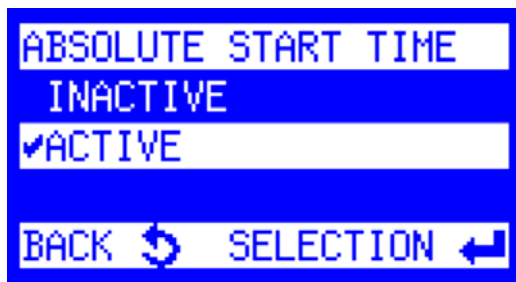 ABSOLUTE START TIME
INACTIVE
✔ACTIVE
BACK SELECTION